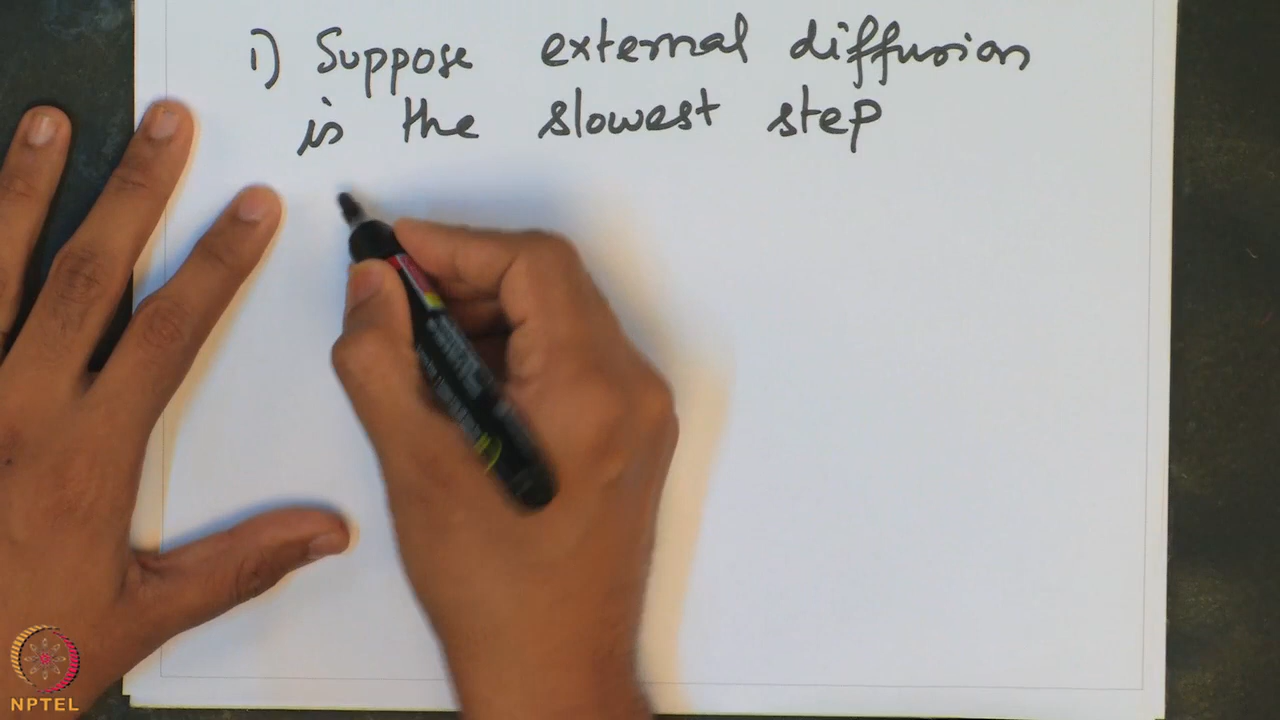 1) Suppose external diffusion
is the slowest step
NPTEL